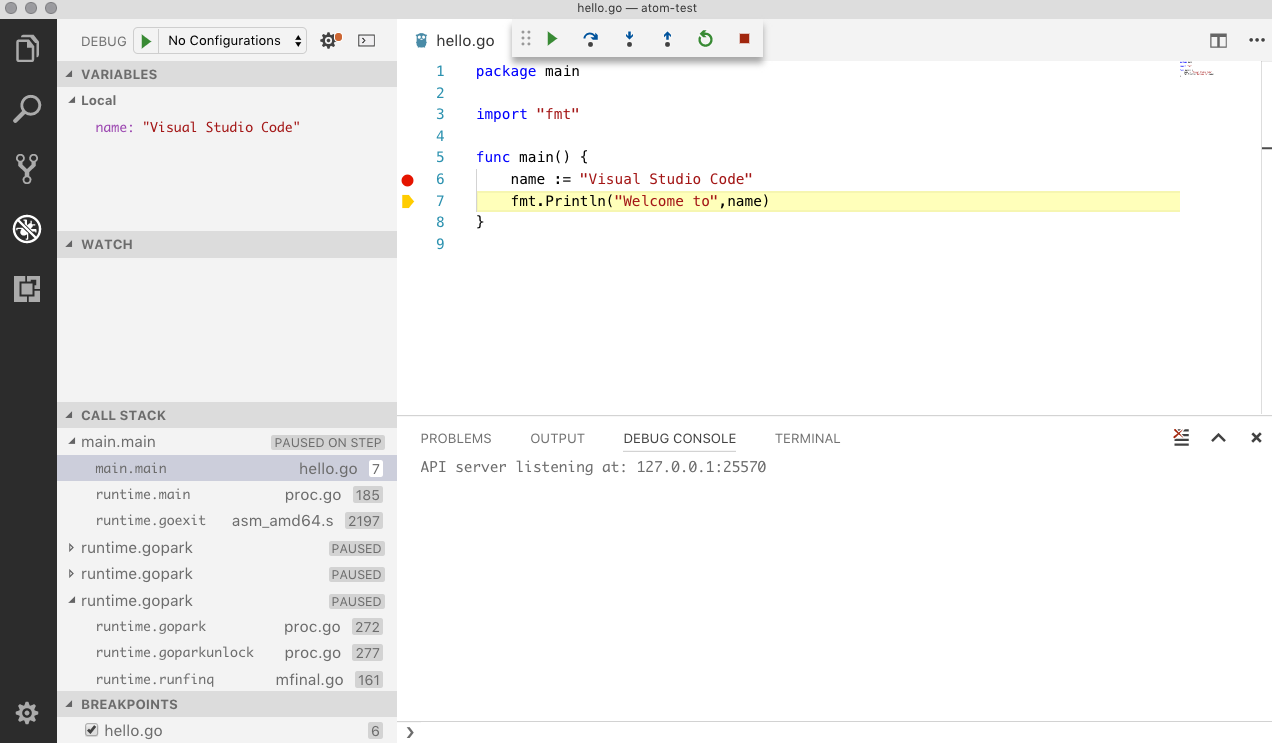 hello.go — atom-test
DEBUG No Configurations
VARIABLES
Local
name: "Visual Studio Code"
WATCH
CALL STACK
main.main PAUSED ON STEP
main.main hello.go 7
runtime.main proc.go 185
runtime.goexit asm_amd64.s 2197
runtime.gopark PAUSED
runtime.gopark PAUSED
runtime.gopark PAUSED
runtime.gopark proc.go 272
runtime.goparkunlock proc.go 277
runtime.runfinq mfinal.go 161
BREAKPOINTS
hello.go 6
hello.go
1 package main
2
3 import "fmt"
4
5 func main() {
6 name := "Visual Studio Code"
7 fmt.Println("Welcome to",name)
8 }
9
PROBLEMS OUTPUT DEBUG CONSOLE TERMINAL
API server listening at: 127.0.0.1:25570